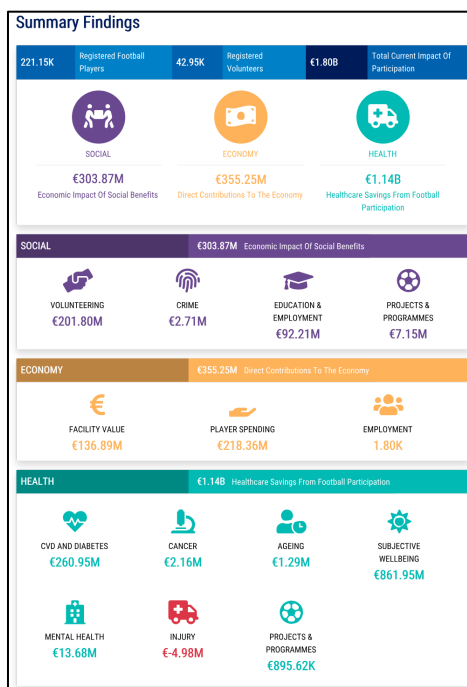 Summary Findings
221.15K
Registered Football
Players
42.95K
Registered
Volunteers
€1.80B
Total Current Impact Of
Participation
SOCIAL
€303.87M
Economic Impact Of Social Benefits
ECONOMY
€355.25M
Direct Contributions To The Economy
HEALTH
€1.14B
Healthcare Savings From Football
Participation
SOCIAL
€303.87M Economic Impact Of Social Benefits
VOLUNTEERING
€201.80M
CRIME
€2.71M
EDUCATION &
EMPLOYMENT
€92.21M
PROJECTS &
PROGRAMMES
€7.15M
ECONOMY
€355.25M Direct Contributions To The Economy
FACILITY VALUE
€136.89M
PLAYER SPENDING
€218.36M
EMPLOYMENT
1.80K
HEALTH
€1.14B Healthcare Savings From Football Participation
CVD AND DIABETES
€260.95M
CANCER
€2.16M
AGEING
€1.29M
SUBJECTIVE
WELLBEING
€861.95M
MENTAL HEALTH
€13.68M
INJURY
€-4.98M
PROJECTS &
PROGRAMMES
€895.62K